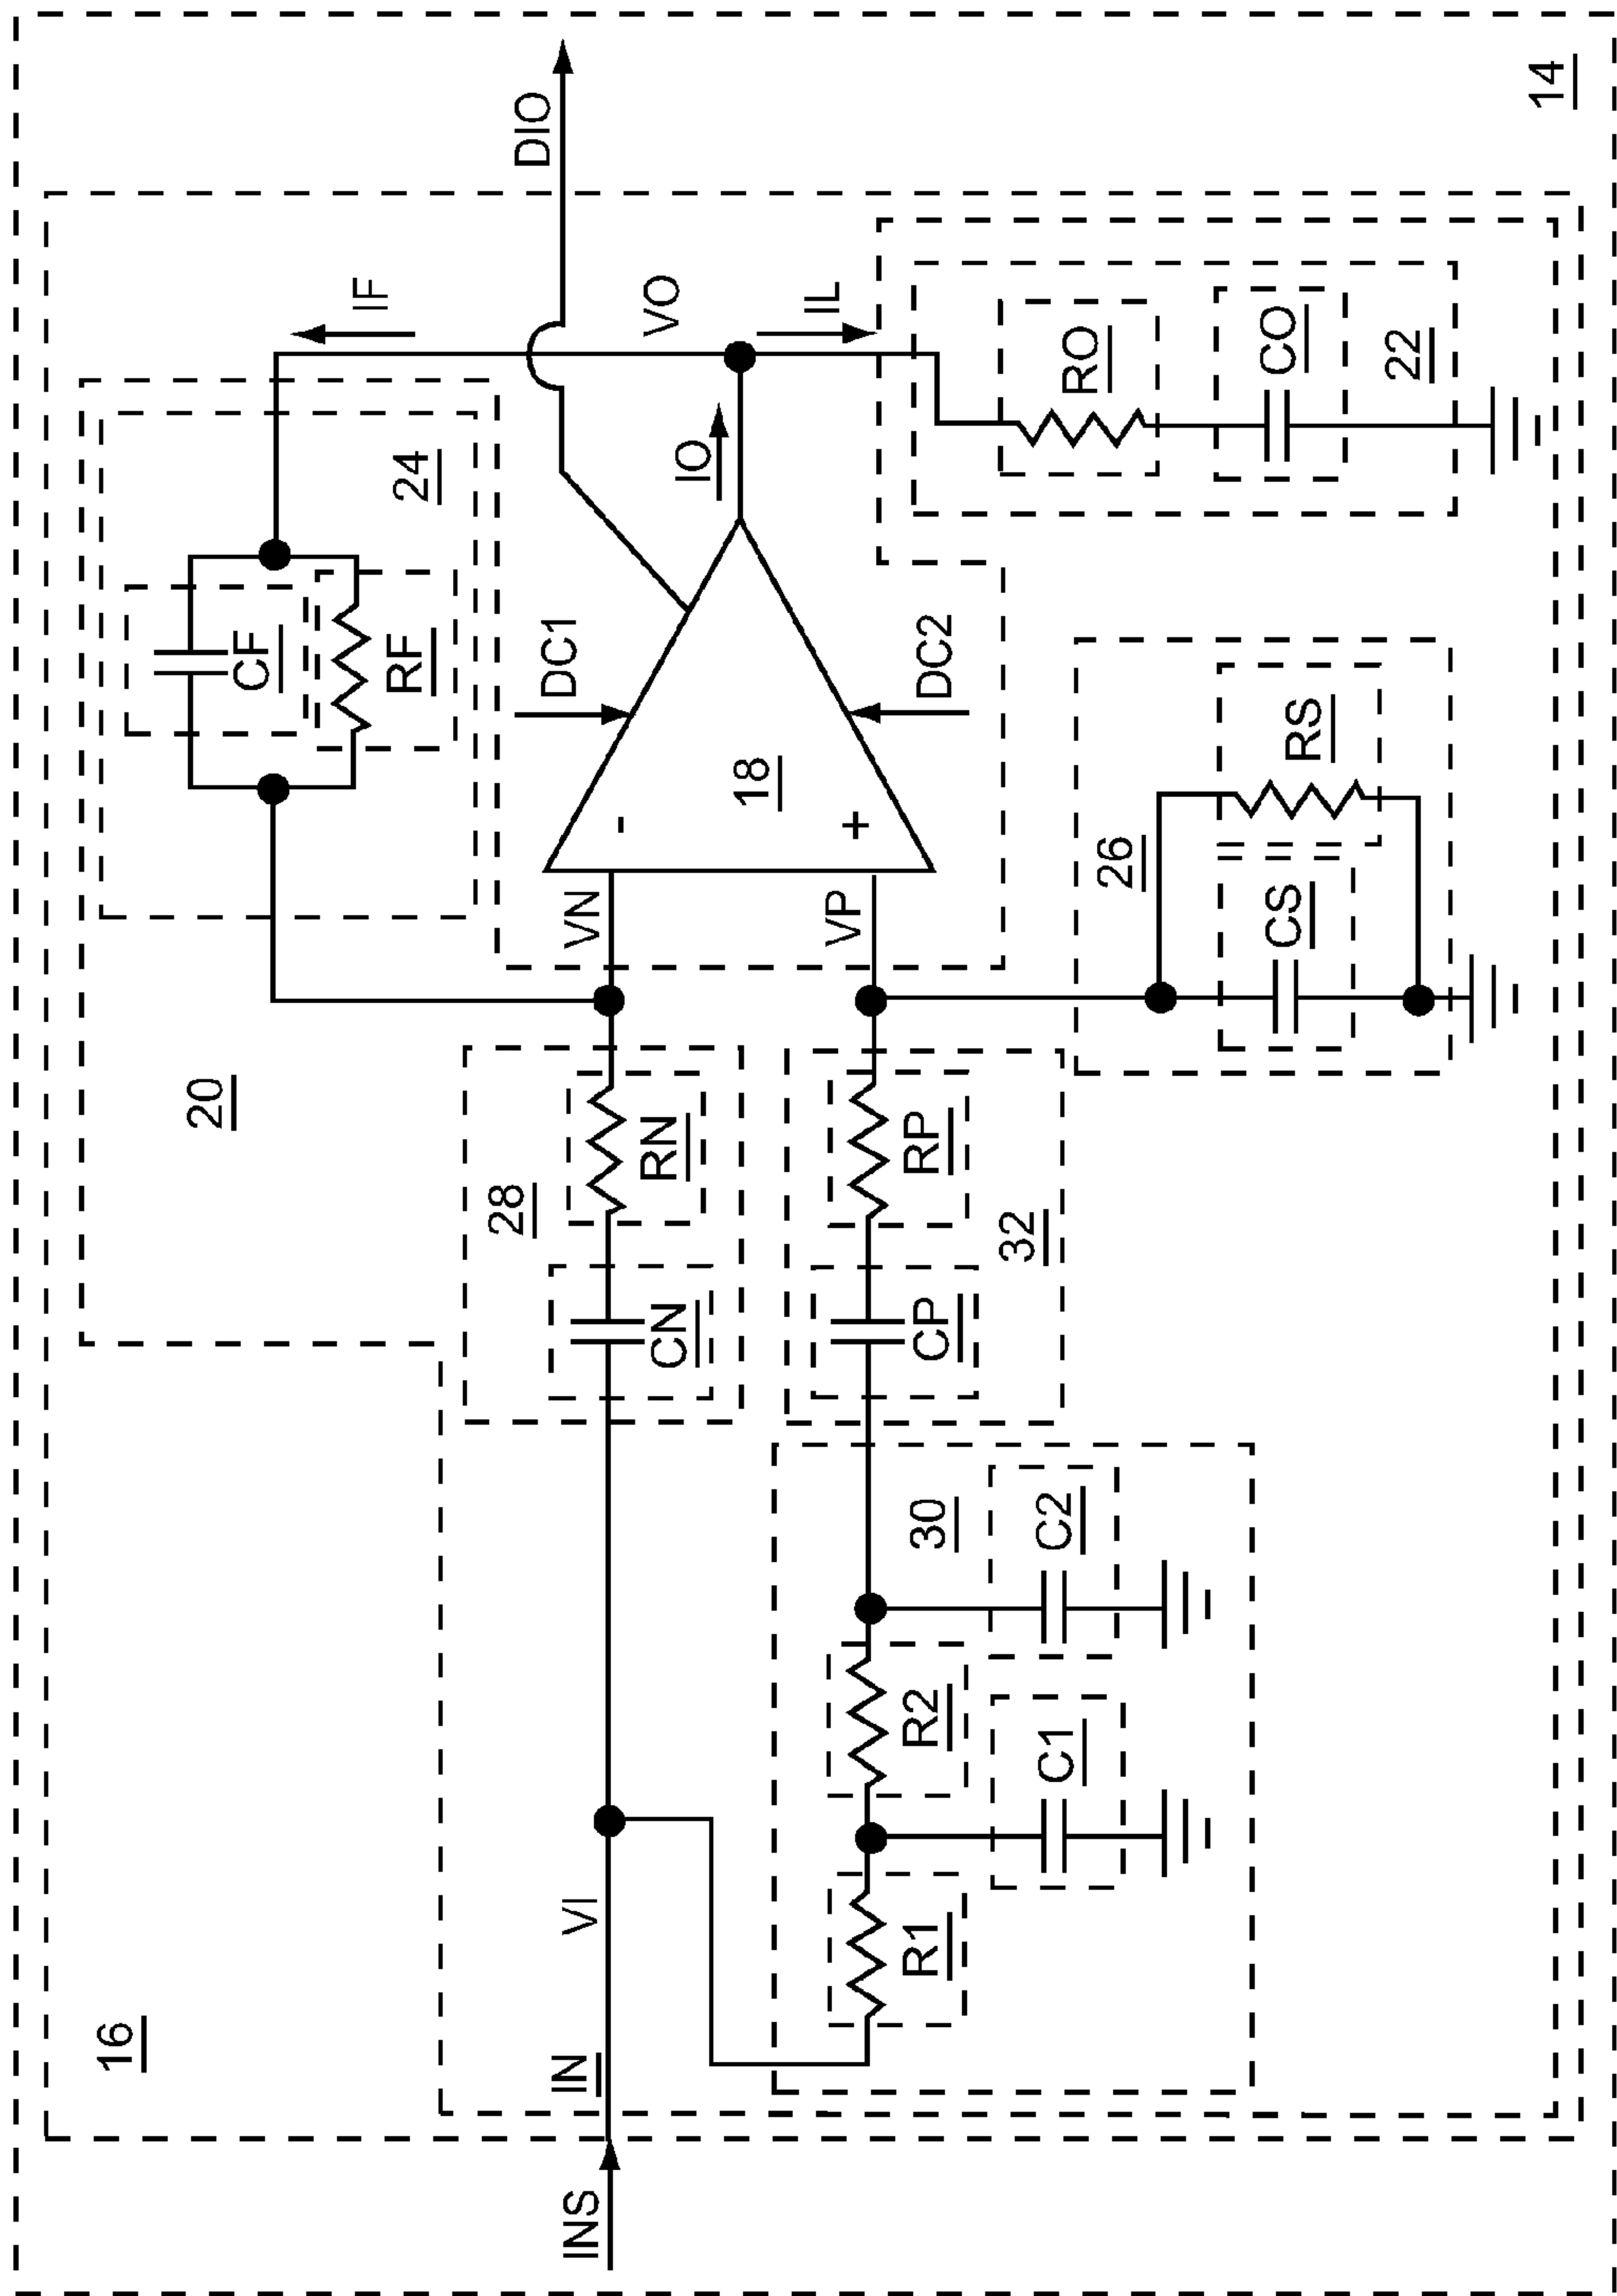 14
16
20
24
CF
RF
IF
DIO
DC1
VO
IO
IL
INS
IN
VI
28
CN
RN
VN
-
18
+
DC2
VP
R1
R2
30
C1
C2
CP
RP
32
26
CS
RS
RO
CO
22